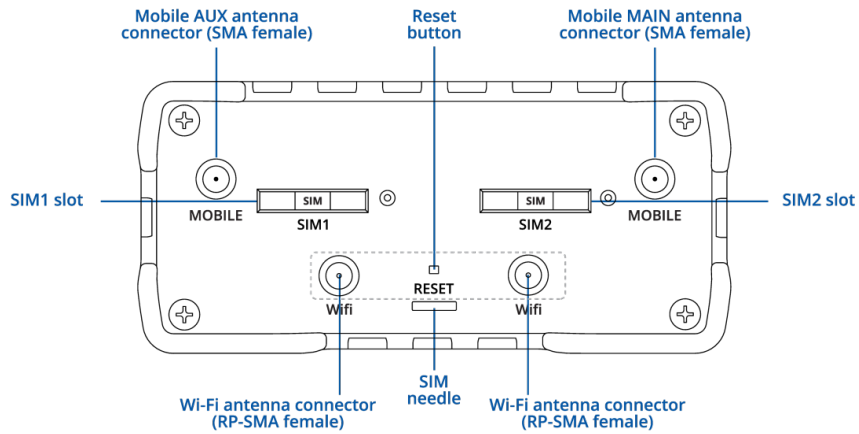 Mobile AUX antenna
connector (SMA female)
Reset
button
Mobile MAIN antenna
connector (SMA female)
SIM1 slot
MOBILE
SIM
SIM1
SIM
SIM2
MOBILE
SIM2 slot
RESET
Wifi
Wifi
SIM
needle
Wi-Fi antenna connector
(RP-SMA female)
Wi-Fi antenna connector
(RP-SMA female)